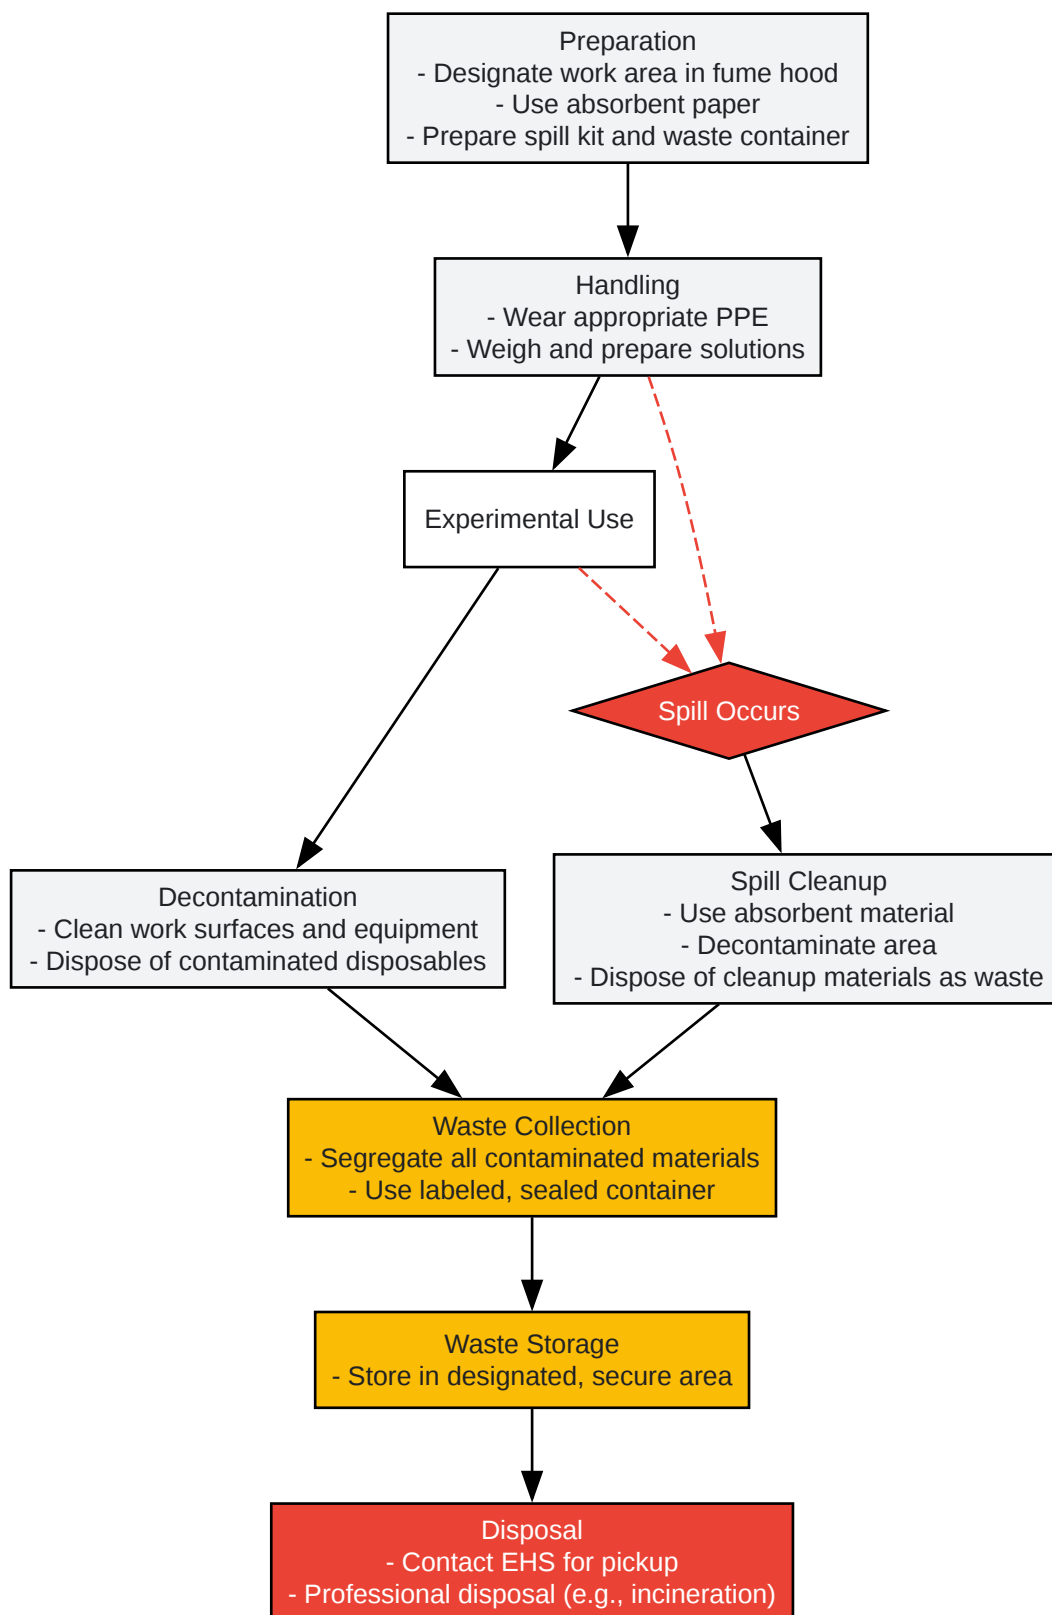 Preparation
- Designate work area in fume hood
- Use absorbent paper
- Prepare spill kit and waste container
Handling
- Wear appropriate PPE
- Weigh and prepare solutions
Experimental Use
Spill Occurs
Decontamination
- Clean work surfaces and equipment
- Dispose of contaminated disposables
Spill Cleanup
- Use absorbent material
- Decontaminate area
- Dispose of cleanup materials as waste
Waste Collection
- Segregate all contaminated materials
- Use labeled, sealed container
Waste Storage
- Store in designated, secure area
Disposal
- Contact EHS for pickup
- Professional disposal (e.g., incineration)